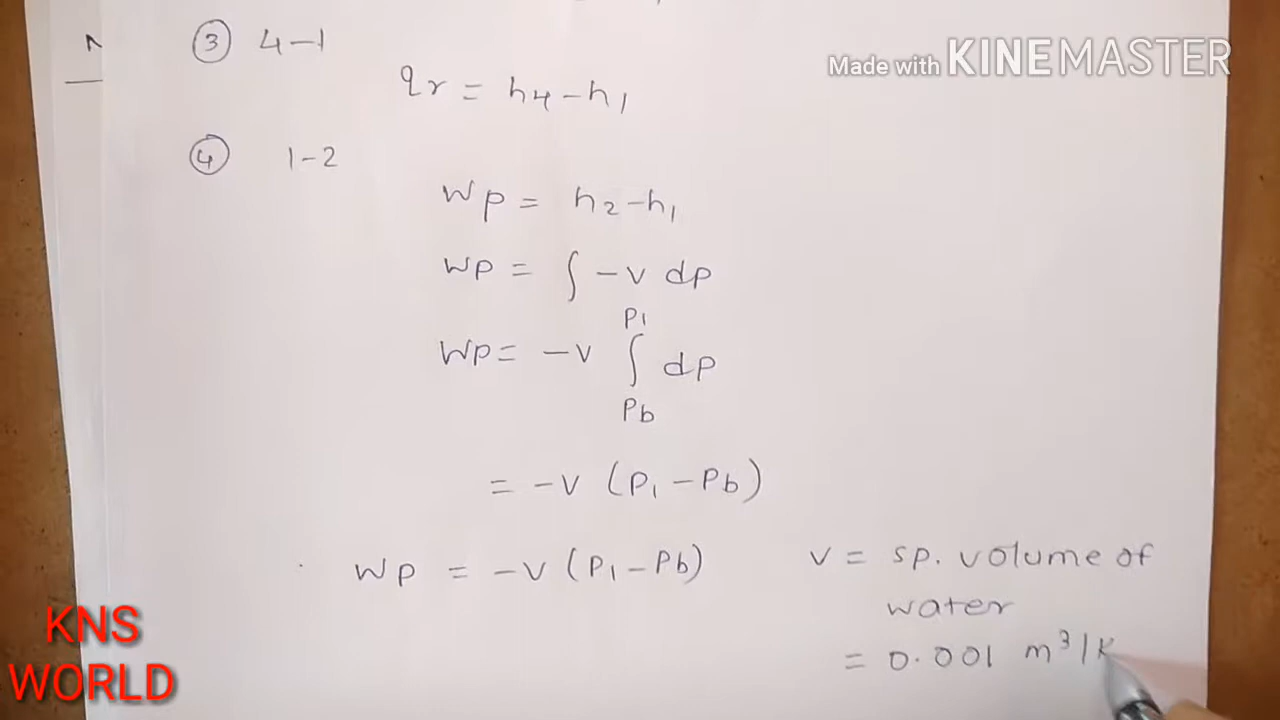 Made with KINEMASTER
③ 4-1
qr = h4-h1
④ 1-2
Wp = h2-h1
Wp = ∫ -v dp
P1
Wp = -v ∫ dp
Pb
= -v (P1-Pb)
Wp = -v (P1-Pb)
v = sp. volume of
water
= 0.001 m³/k
KNS
WORLD